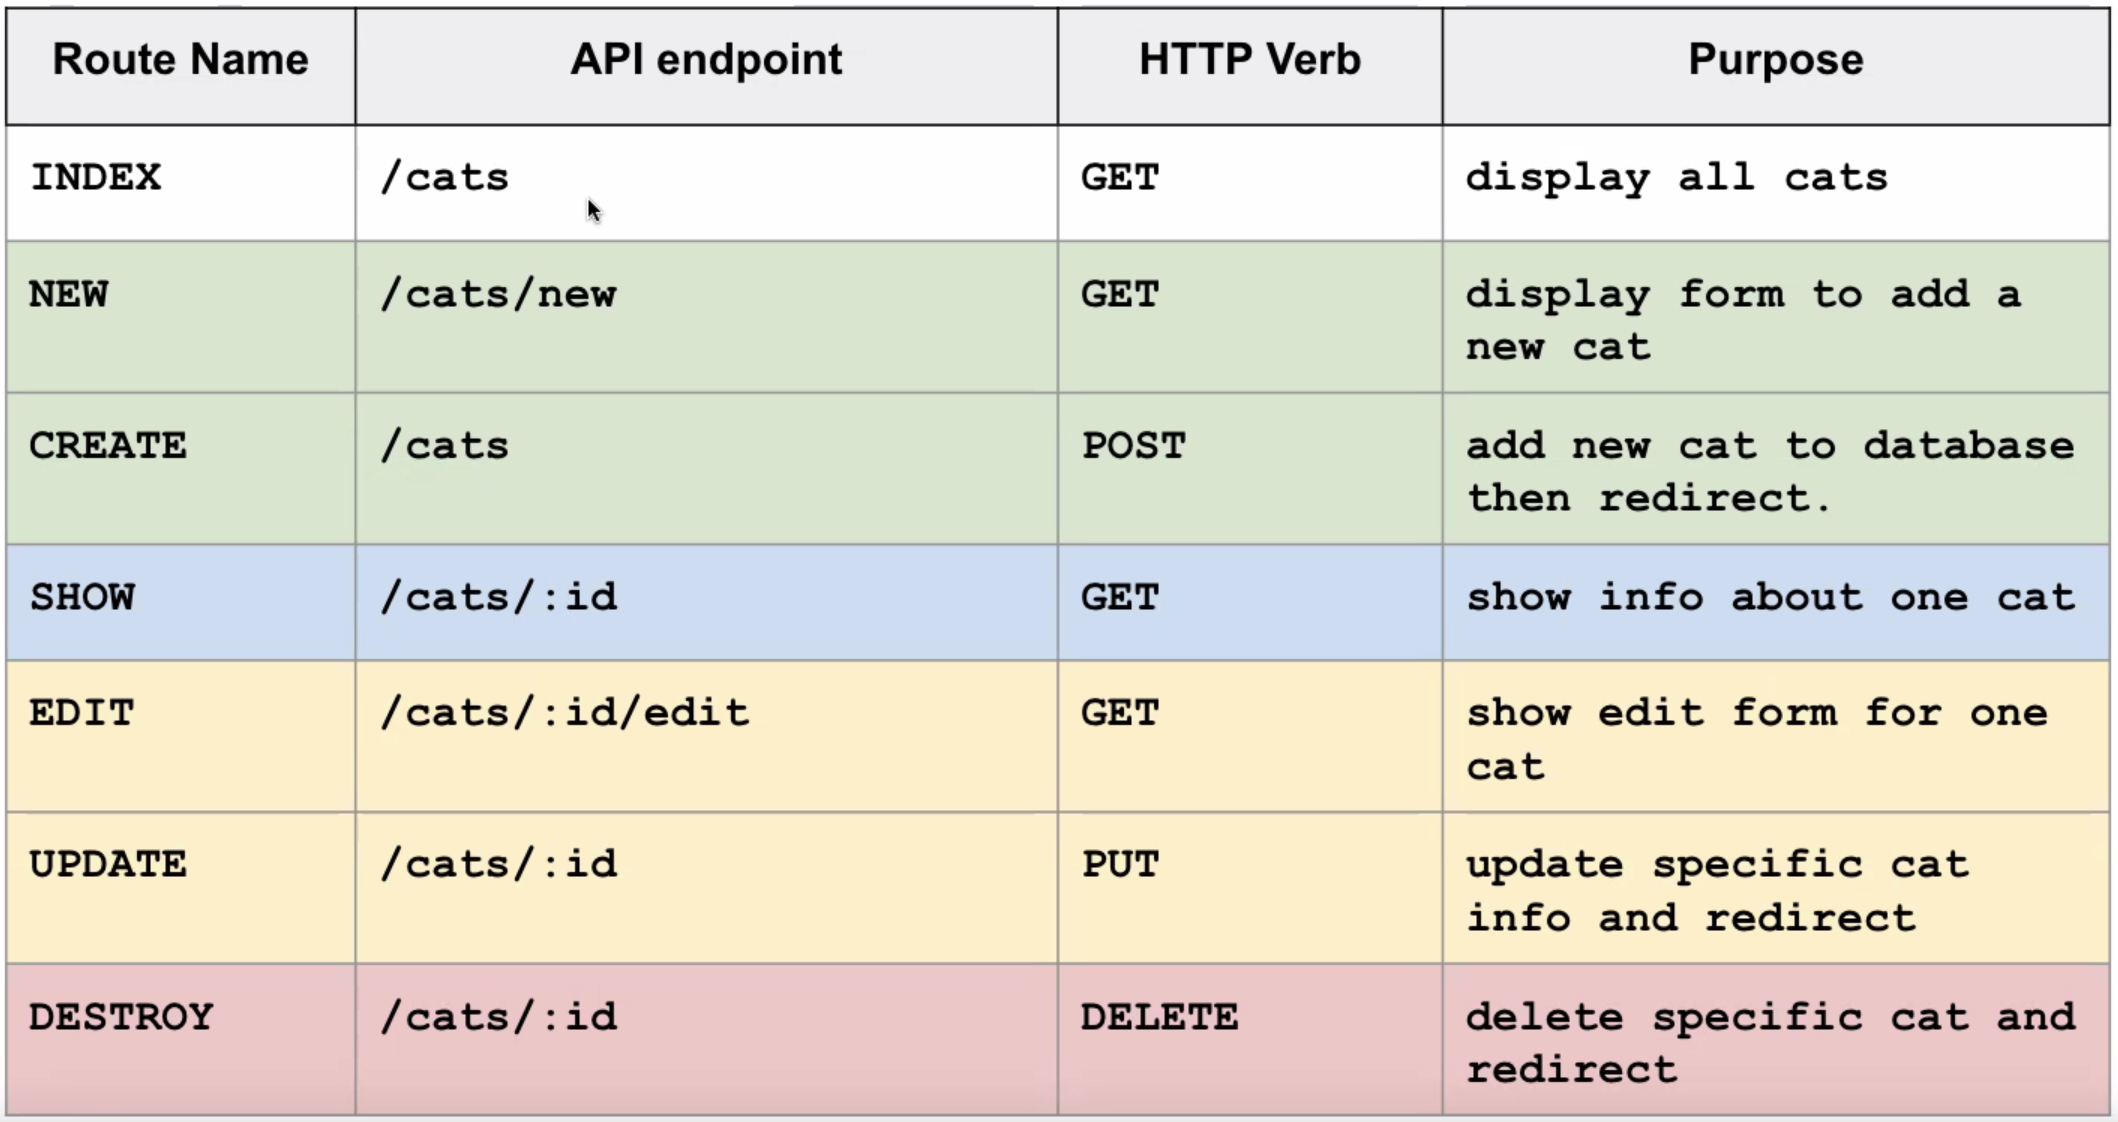 Route Name API endpoint HTTP Verb Purpose
INDEX /cats GET display all cats
NEW /cats/new GET display form to add a
new cat
CREATE /cats POST add new cat to database
then redirect.
SHOW /cats/:id GET show info about one cat
EDIT /cats/:id/edit GET show edit form for one
cat
UPDATE /cats/:id PUT update specific cat
info and redirect
DESTROY /cats/:id DELETE delete specific cat and
redirect